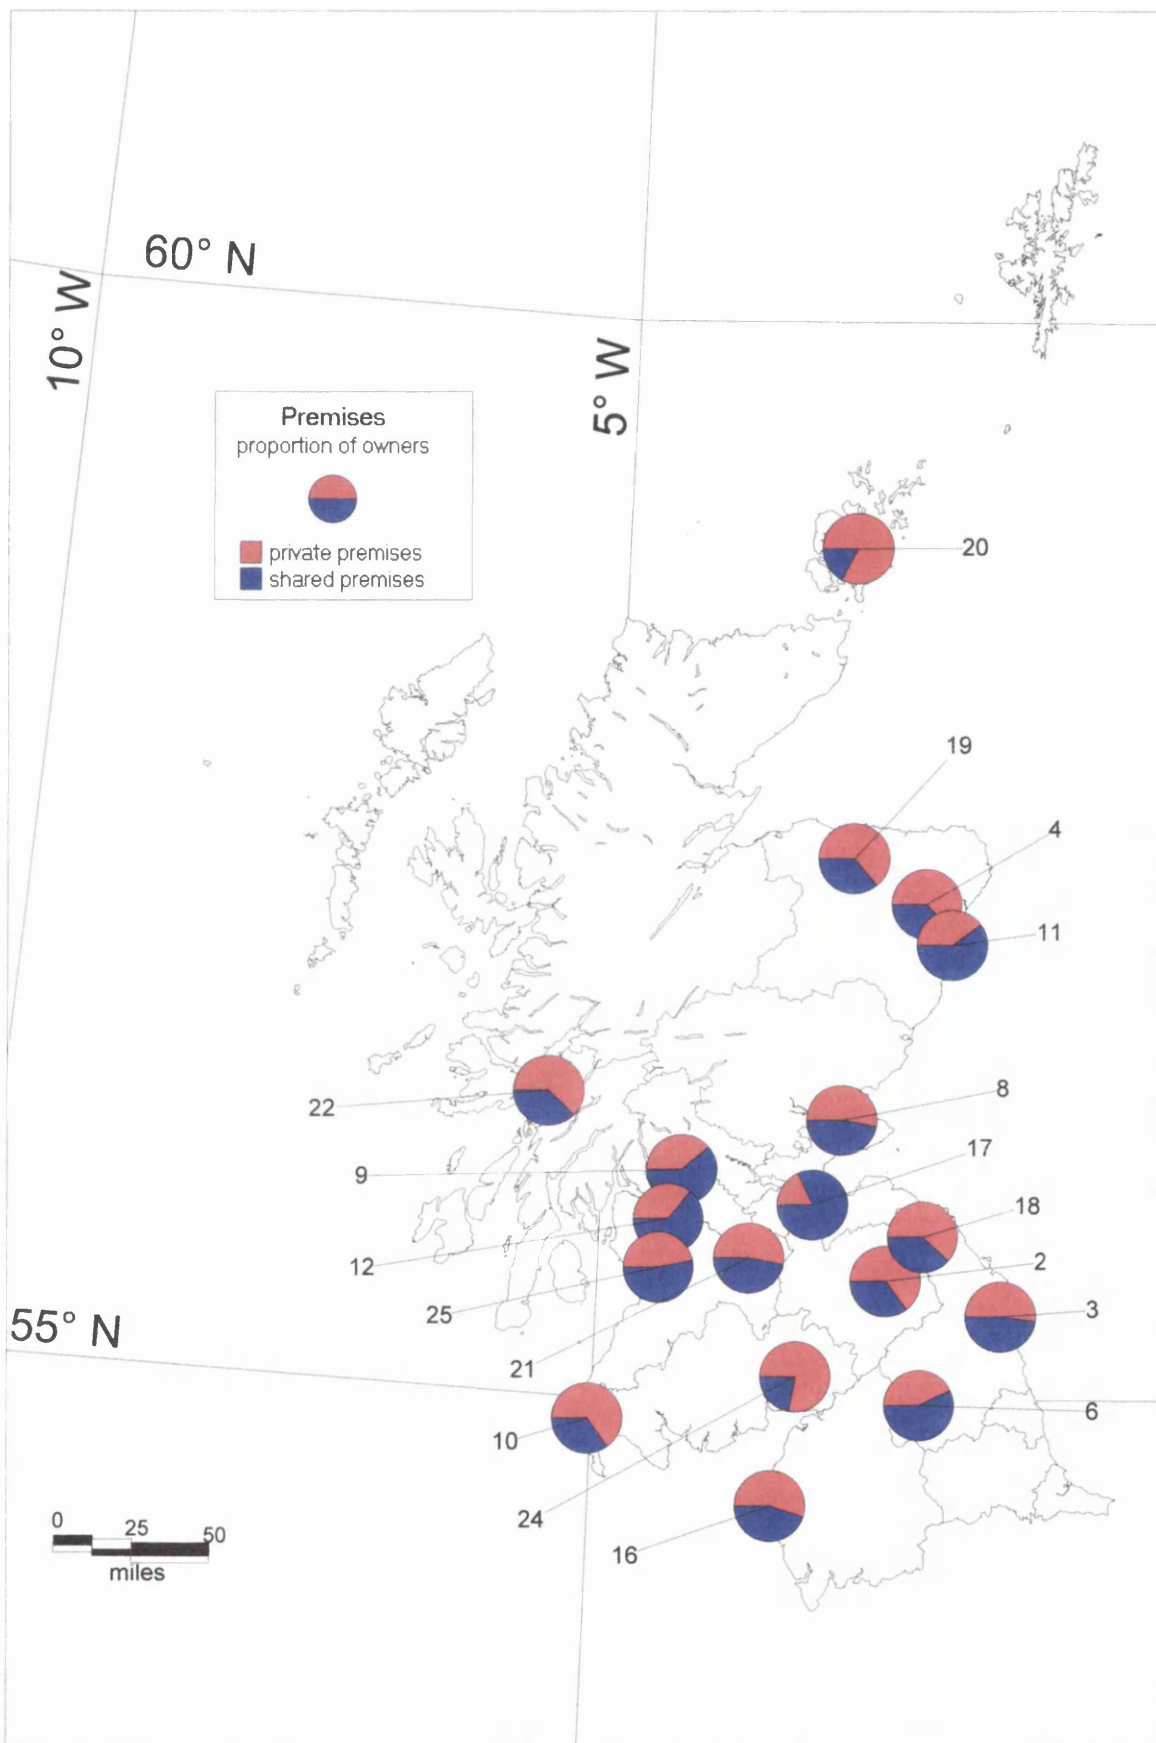 60° N
10° W
5° W
Premises
proportion of owners
private premises
shared premises
20
19
4
11
22
8
9
17
18
12
2
25
3
55° N
21
10
6
24
16
0 25 50
miles